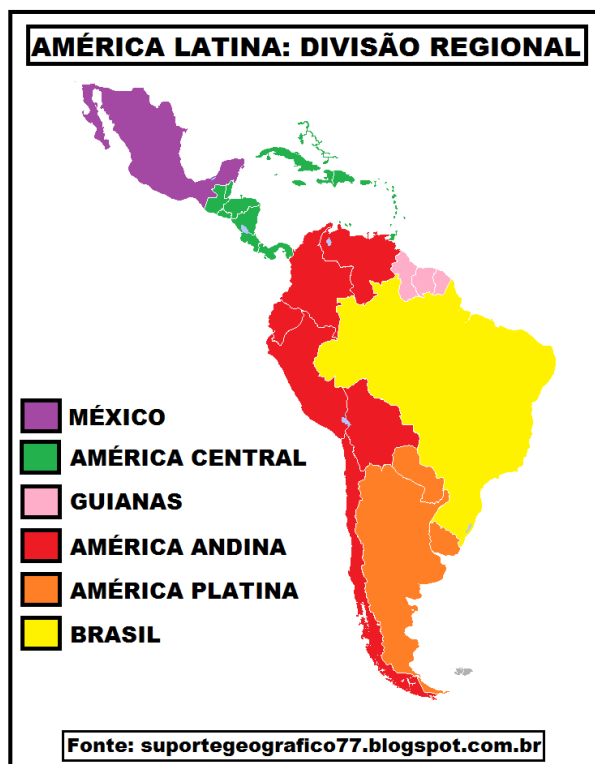 AMÉRICA LATINA: DIVISÃO REGIONAL
MÉXICO
AMÉRICA CENTRAL
GUIANAS
AMÉRICA ANDINA
AMÉRICA PLATINA
BRASIL
Fonte: suportegeografico77.blogspot.com.br